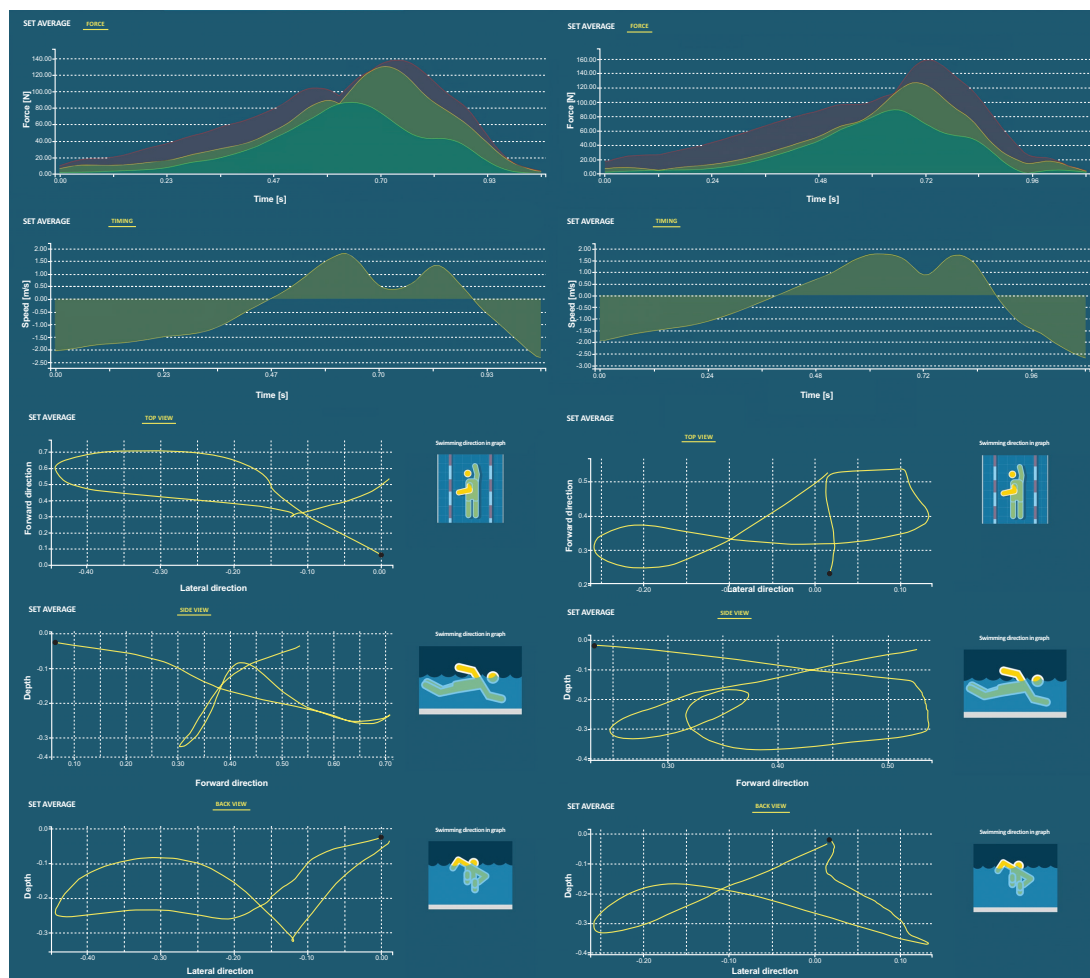 SET AVERAGE FORCE
140.00
120.00
100.00
80.00
60.00
40.00
20.00
0.00
Force [N]
0.00 0.23 0.47 0.70 0.93
Time [s]
SET AVERAGE FORCE
160.00
140.00
120.00
100.00
80.00
60.00
40.00
20.00
0.00
Force [N]
0.00 0.24 0.48 0.72 0.96
Time [s]
SET AVERAGE TIMING
2.00
1.50
1.00
0.50
0.00
-0.50
-1.00
-1.50
-2.00
-2.50
Speed [m/s]
0.00 0.23 0.47 0.70 0.93
Time [s]
SET AVERAGE TIMING
2.00
1.50
1.00
0.50
0.00
-0.50
-1.00
-1.50
-2.00
-2.50
-3.00
Speed [m/s]
0.00 0.24 0.48 0.72 0.96
Time [s]
SET AVERAGE TOP VIEW
Swimming direction in graph
0.7
0.6
0.5
0.4
0.3
0.2
0.1
0.0
Forward direction
-0.40 -0.30 -0.20 -0.10 0.00
Lateral direction
SET AVERAGE TOP VIEW
Swimming direction in graph
0.5
0.4
0.3
0.2
Forward direction
-0.20 -0.10 0.00 0.10
Lateral direction
SET AVERAGE SIDE VIEW
Swimming direction in graph
0.0
-0.1
-0.2
-0.3
-0.4
Depth
0.10 0.20 0.30 0.40 0.50 0.60 0.70
Forward direction
SET AVERAGE SIDE VIEW
Swimming direction in graph
0.0
-0.1
-0.2
-0.3
-0.4
Depth
0.30 0.40 0.50
Forward direction
SET AVERAGE BACK VIEW
Swimming direction in graph
0.0
-0.1
-0.2
-0.3
Depth
-0.40 -0.30 -0.20 -0.10 0.00
Lateral direction
SET AVERAGE BACK VIEW
Swimming direction in graph
0.0
-0.1
-0.2
-0.3
-0.4
Depth
-0.20 -0.10 0.00 0.10
Lateral direction